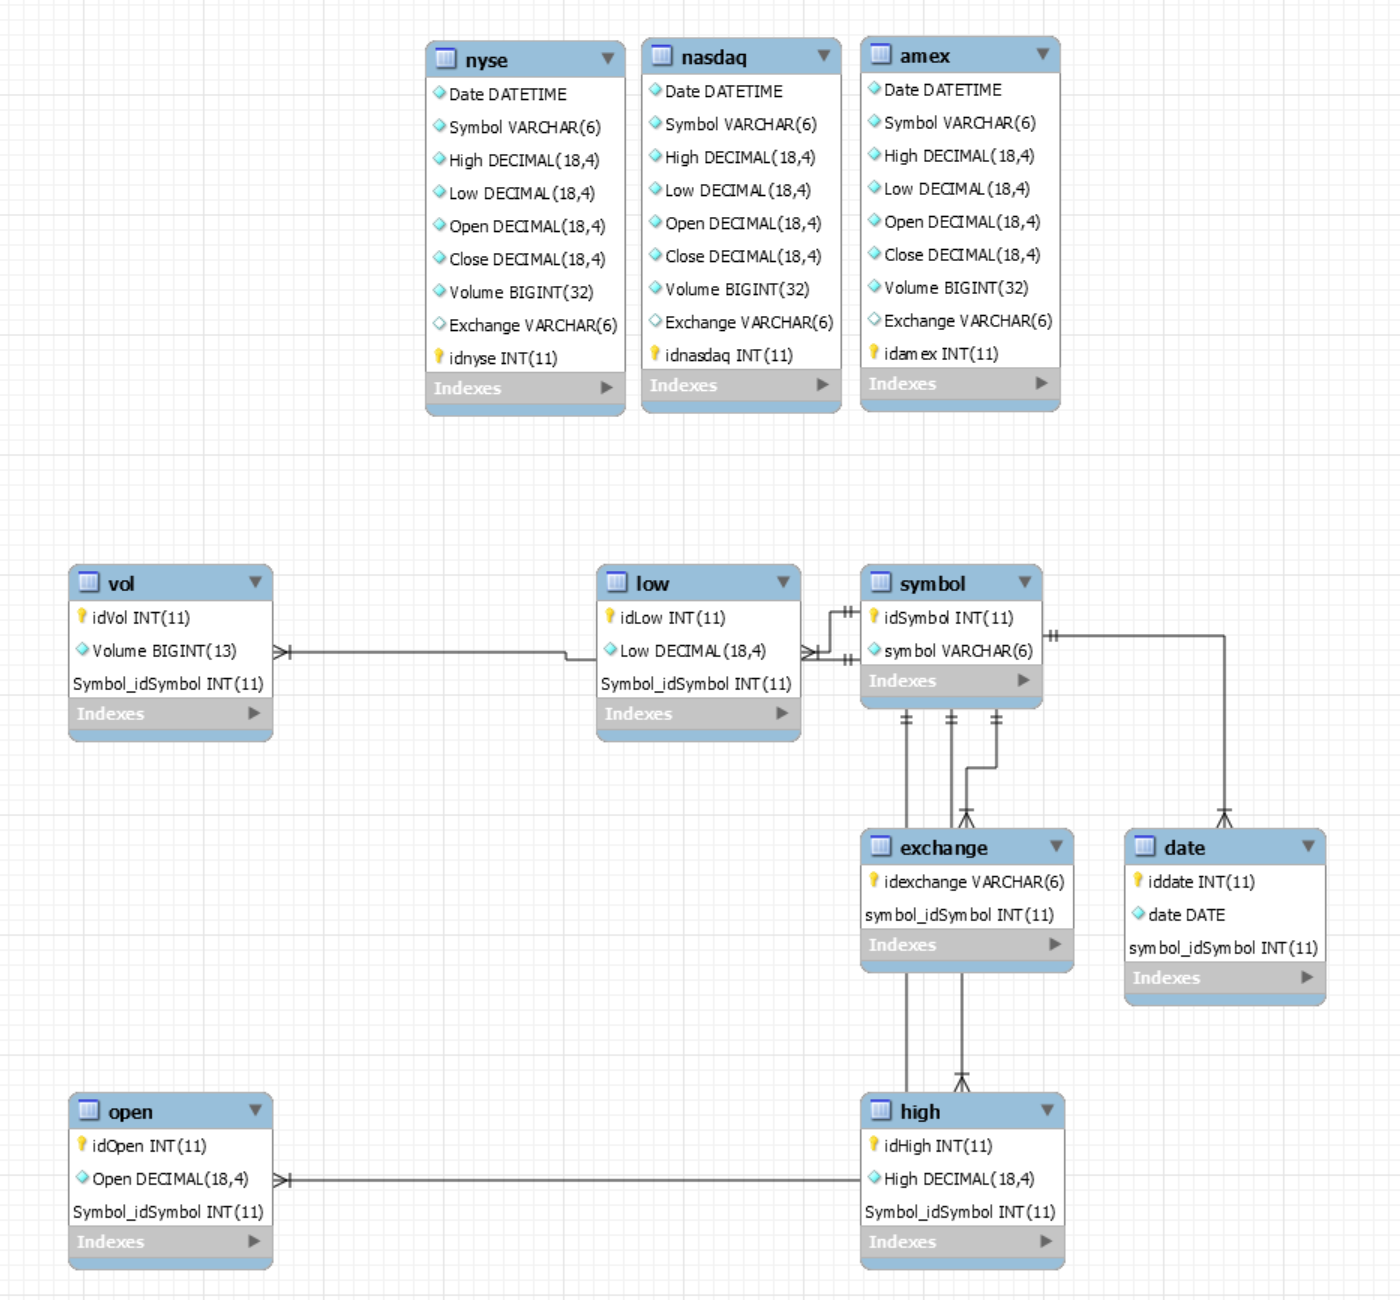 nyse
Date DATETIME
Symbol VARCHAR(6)
High DECIMAL(18,4)
Low DECIMAL(18,4)
Open DECIMAL(18,4)
Close DECIMAL(18,4)
Volume BIGINT(32)
Exchange VARCHAR(6)
idnyse INT(11)
Indexes
nasdaq
Date DATETIME
Symbol VARCHAR(6)
High DECIMAL(18,4)
Low DECIMAL(18,4)
Open DECIMAL(18,4)
Close DECIMAL(18,4)
Volume BIGINT(32)
Exchange VARCHAR(6)
idnasdaq INT(11)
Indexes
amex
Date DATETIME
Symbol VARCHAR(6)
High DECIMAL(18,4)
Low DECIMAL(18,4)
Open DECIMAL(18,4)
Close DECIMAL(18,4)
Volume BIGINT(32)
Exchange VARCHAR(6)
idamex INT(11)
Indexes
vol
idVol INT(11)
Volume BIGINT(13)
Symbol_idSymbol INT(11)
Indexes
low
idLow INT(11)
Low DECIMAL(18,4)
Symbol_idSymbol INT(11)
Indexes
symbol
idSymbol INT(11)
symbol VARCHAR(6)
Indexes
exchange
idexchange VARCHAR(6)
symbol_idSymbol INT(11)
Indexes
date
iddate INT(11)
date DATE
symbol_idSymbol INT(11)
Indexes
open
idOpen INT(11)
Open DECIMAL(18,4)
Symbol_idSymbol INT(11)
Indexes
high
idHigh INT(11)
High DECIMAL(18,4)
Symbol_idSymbol INT(11)
Indexes